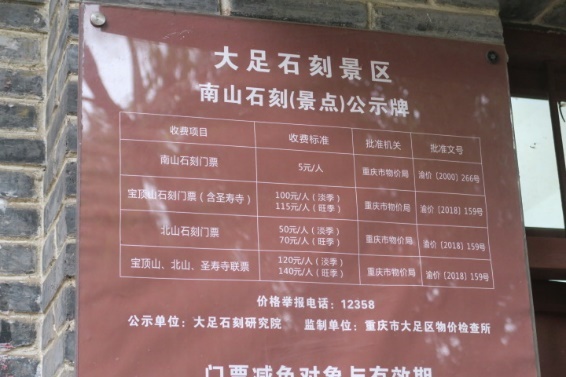 大足石刻景区
南山石刻(景点)公示牌
收费项目 收费标准 批准机关 批准文号
南山石刻门票 5元/人 重庆市物价局 渝价〔2000〕266号
宝顶山石刻门票（含圣寿寺） 100元/人（淡季） 重庆市物价局 渝价〔2018〕159号
115元/人（旺季）
北山石刻门票 50元/人（淡季） 重庆市物价局 渝价〔2018〕159号
70元/人（旺季）
宝顶山、北山、圣寿寺联票 120元/人（淡季） 重庆市物价局 渝价〔2018〕159号
140元/人（旺季）
价格举报电话：12358
公示单位：大足石刻研究院 监制单位：重庆市大足区物价检查所
门票减免对象与有效期